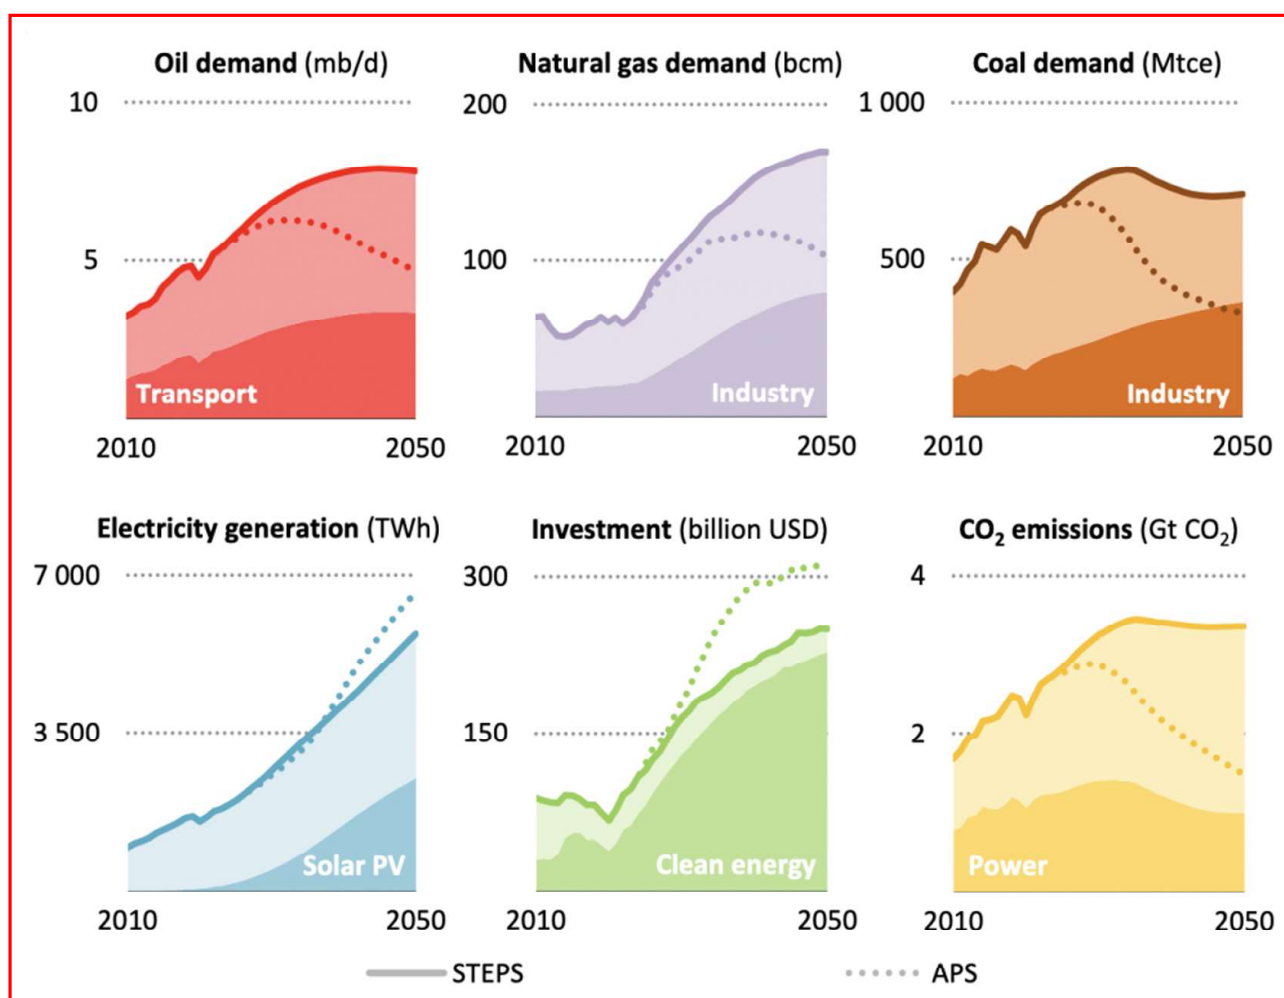 Oil demand (mb/d)
10
5
Transport
2010 2050
Natural gas demand (bcm)
200
100
Industry
2010 2050
Coal demand (Mtce)
1 000
500
Industry
2010 2050
Electricity generation (TWh)
7 000
3 500
Solar PV
2010 2050
Investment (billion USD)
300
150
Clean energy
2010 2050
CO₂ emissions (Gt CO₂)
4
2
Power
2010 2050
STEPS APS